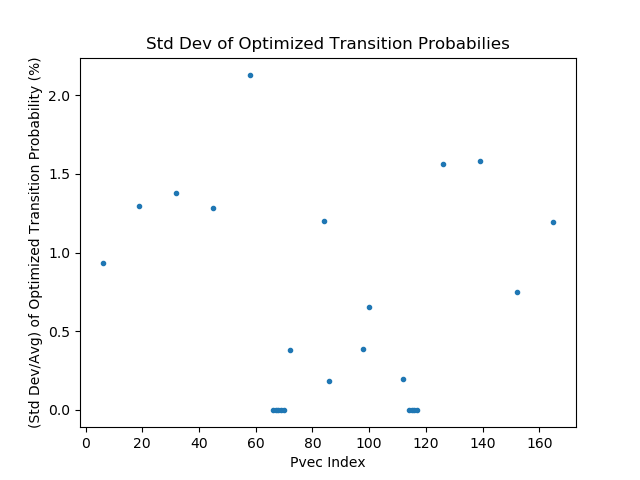 Std Dev of Optimized Transition Probabilies
(Std Dev/Avg) of Optimized Transition Probability (%)
2.0
1.5
1.0
0.5
0.0
0 20 40 60 80 100 120 140 160
Pvec Index